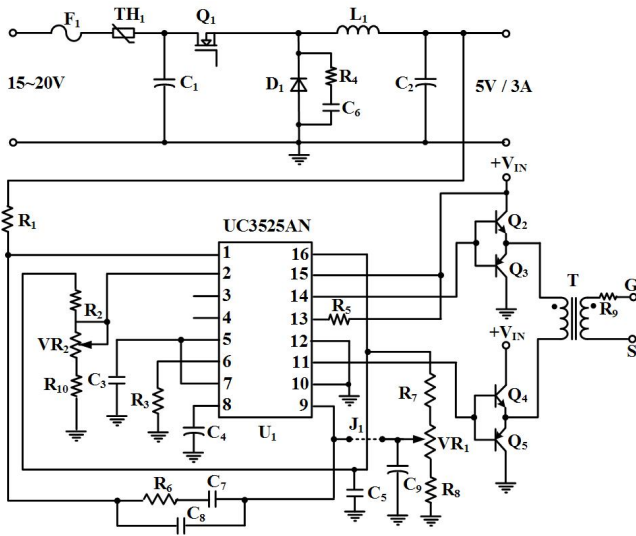 F1 TH1 Q1 L1
15~20V C1 D1 R4 C6 C2 5V / 3A
+VIN
R1 UC3525AN Q2
1 16
2 15 Q3
3 14 T G
R2 4 13 R5 R9
VR2 5 12 +VIN S
6 11
R10 C3 R3 7 10 R7 Q4
8 9
C4 U1 J1 VR1 Q5
R6 C7 C5 C9 R8
C8